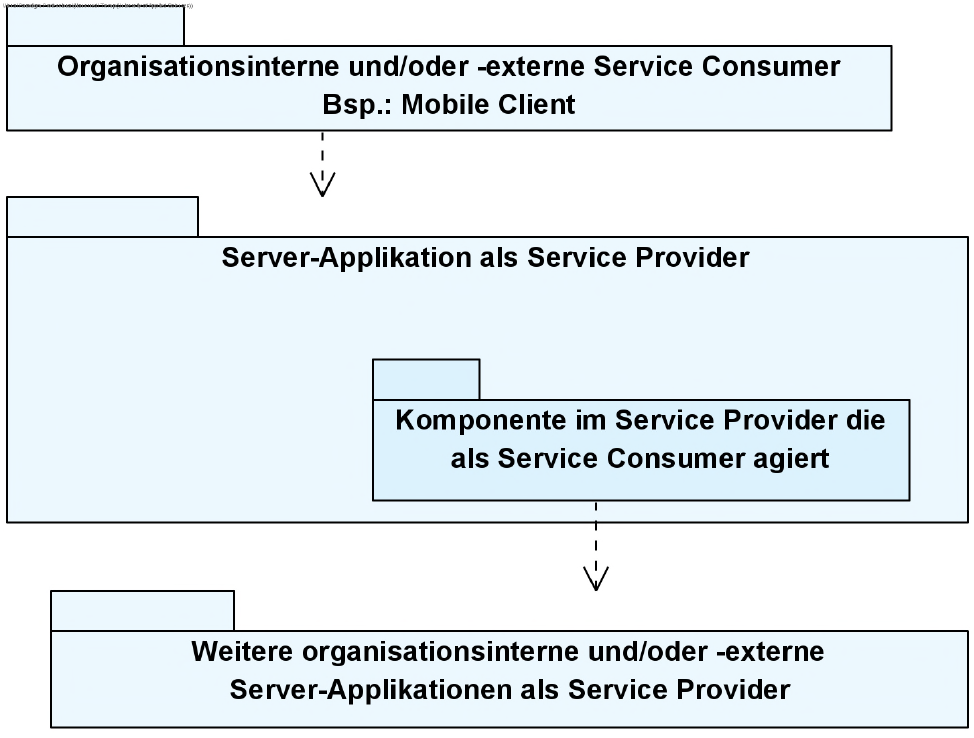 Organisationsinterne und/oder -externe Service Consumer
Bsp.: Mobile Client
Server-Applikation als Service Provider
Komponente im Service Provider die
als Service Consumer agiert
Weitere organisationsinterne und/oder -externe
Server-Applikationen als Service Provider